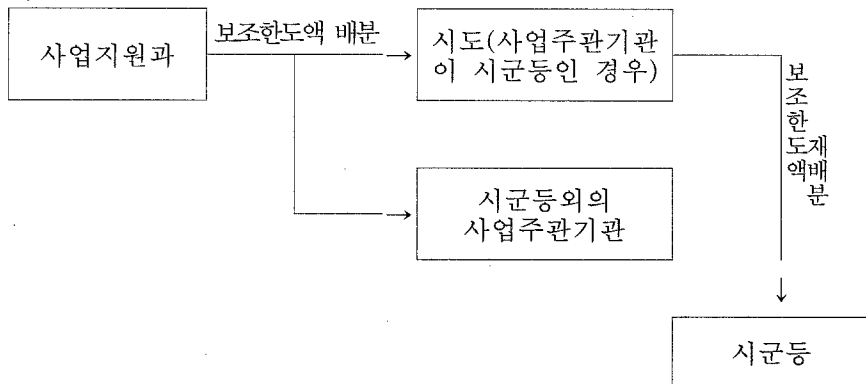 사업지원과
보조한도액 배분
시도(사업주관기관
이 시군등인 경우)
보조한도액
재배분
시군등외의
사업주관기관
시군등